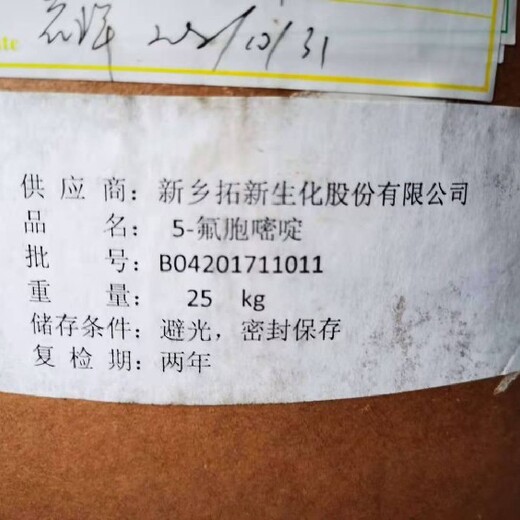 供应商：新乡拓新生化股份有限公司
品名：5-氟胞嘧啶
批号：B04201711011
重量：25 kg
储存条件：避光，密封保存
复检期：两年